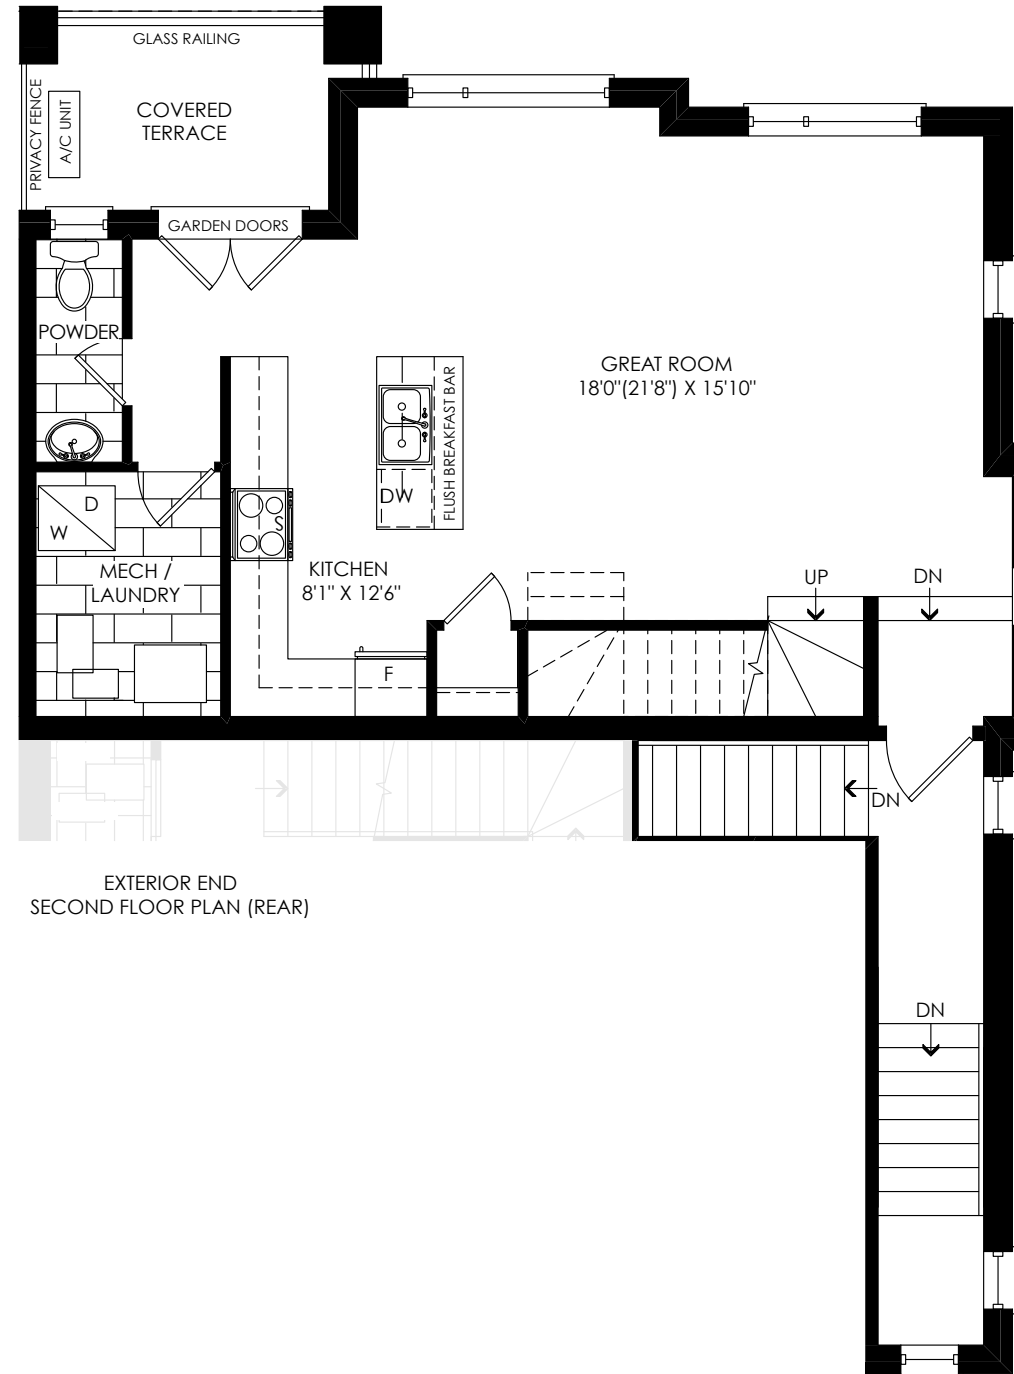 GLASS RAILING
PRIVACY FENCE
A/C UNIT
COVERED
TERRACE
GARDEN DOORS
POWDER
GREAT ROOM
18'0"(21'8") X 15'10"
FLUSH BREAKFAST BAR
DW
D
W
S
MECH /
LAUNDRY
KITCHEN
8'1" X 12'6"
UP
DN
F
DN
EXTERIOR END
SECOND FLOOR PLAN (REAR)
DN